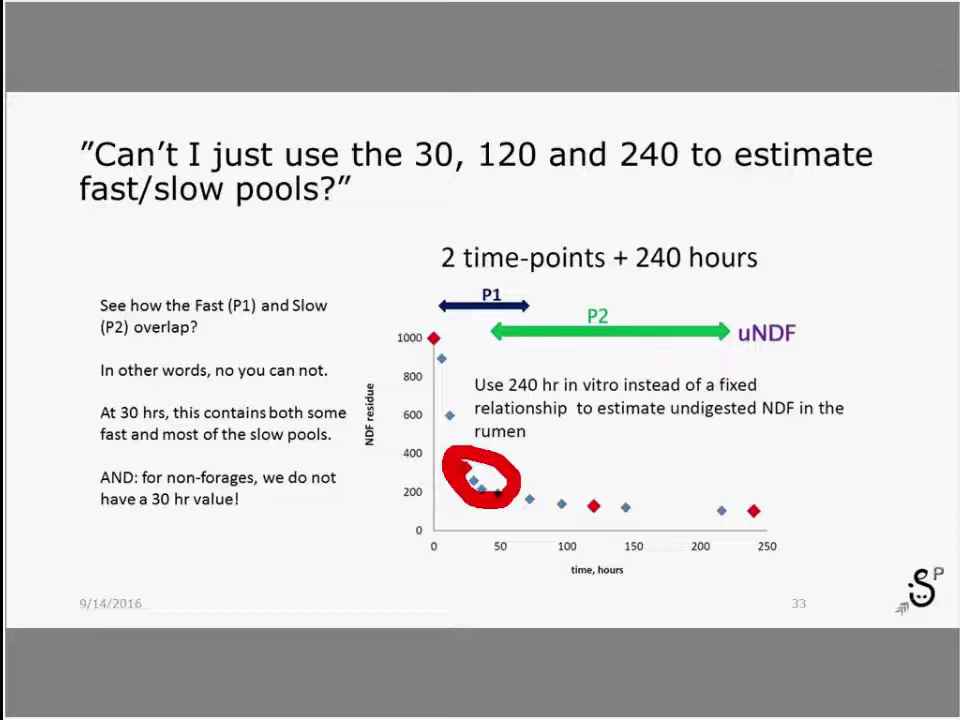 ”Can’t I just use the 30, 120 and 240 to estimate
fast/slow pools?”
2 time-points + 240 hours
See how the Fast (P1) and Slow
(P2) overlap?
In other words, no you can not.
At 30 hrs, this contains both some
fast and most of the slow pools.
AND: for non-forages, we do not
have a 30 hr value!
P1
P2
uNDF
Use 240 hr in vitro instead of a fixed
relationship to estimate undigested NDF in the
rumen
NDF residue
1000
800
600
400
200
0
0 50 100 150 200 250
time, hours
9/14/2016
33
S P